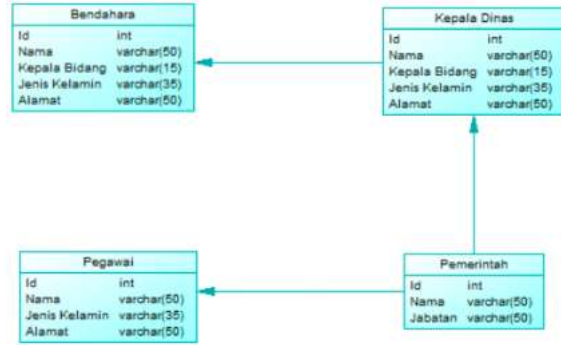 Bendahara
Id int
Nama varchar(50)
Kepala Bidang varchar(15)
Jenis Kelamin varchar(35)
Alamat varchar(50)
Kepala Dinas
Id int
Nama varchar(50)
Kepala Bidang varchar(15)
Jenis Kelamin varchar(35)
Alamat varchar(50)
Pegawai
Id int
Nama varchar(50)
Jenis Kelamin varchar(35)
Alamat varchar(50)
Pemerintah
Id int
Nama varchar(50)
Jabatan varchar(50)